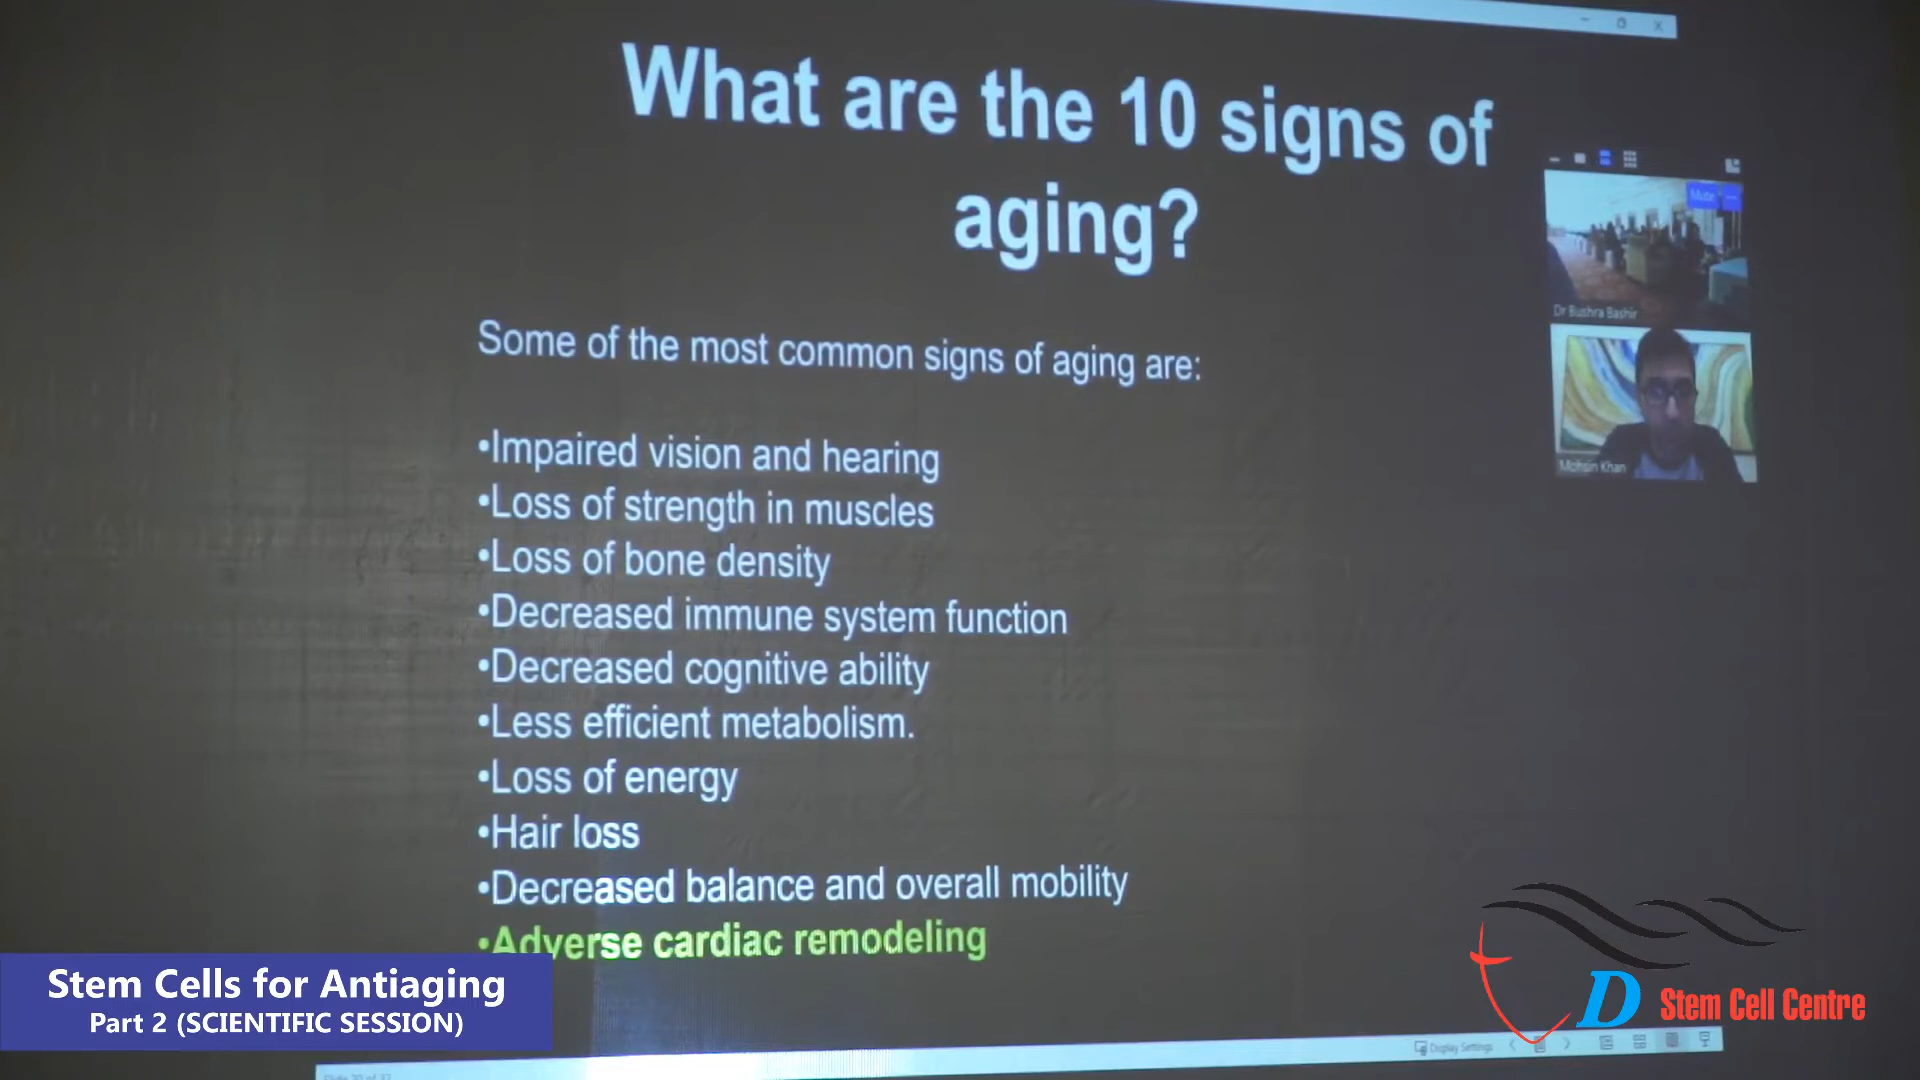 What are the 10 signs of
aging?
Some of the most common signs of aging are:
•Impaired vision and hearing
•Loss of strength in muscles
•Loss of bone density
•Decreased immune system function
•Decreased cognitive ability
•Less efficient metabolism.
•Loss of energy
•Hair loss
•Decreased balance and overall mobility
•Adverse cardiac remodeling
Mute
Dr Bushra Bashir
Mohsin Khan
Stem Cells for Antiaging
Part 2 (SCIENTIFIC SESSION)
D Stem Cell Centre
Display Settings